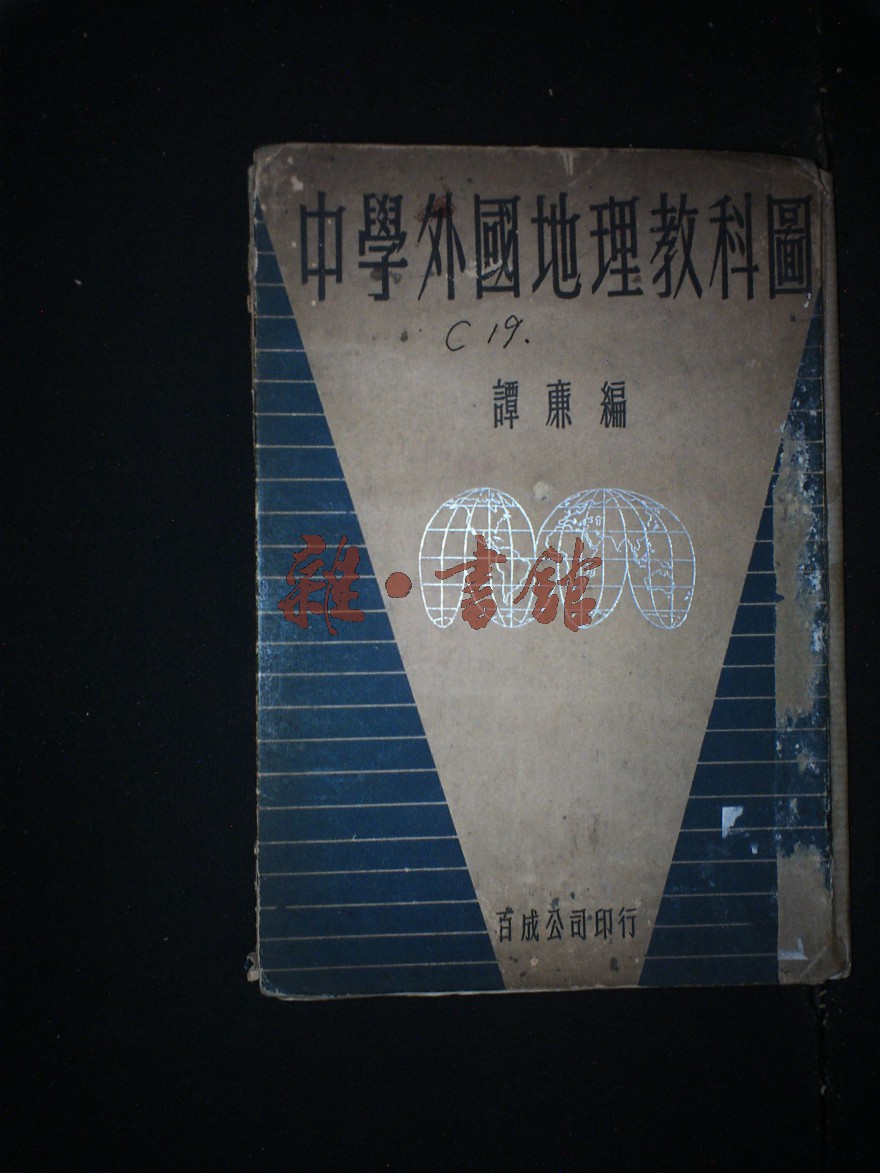 中學外國地理教科圖
C 19.
譚廉編
雜·書館
百成公司印行